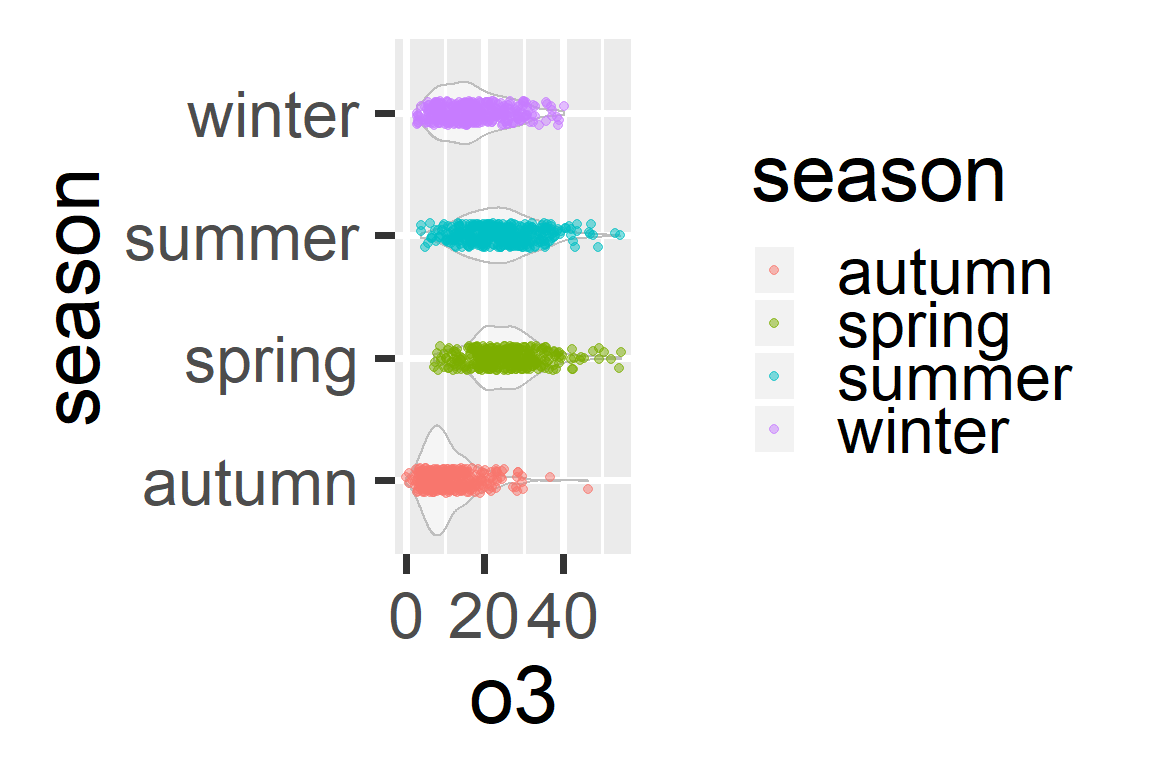 season
winter
summer
spring
autumn
0 20 40
o3
season
autumn
spring
summer
winter